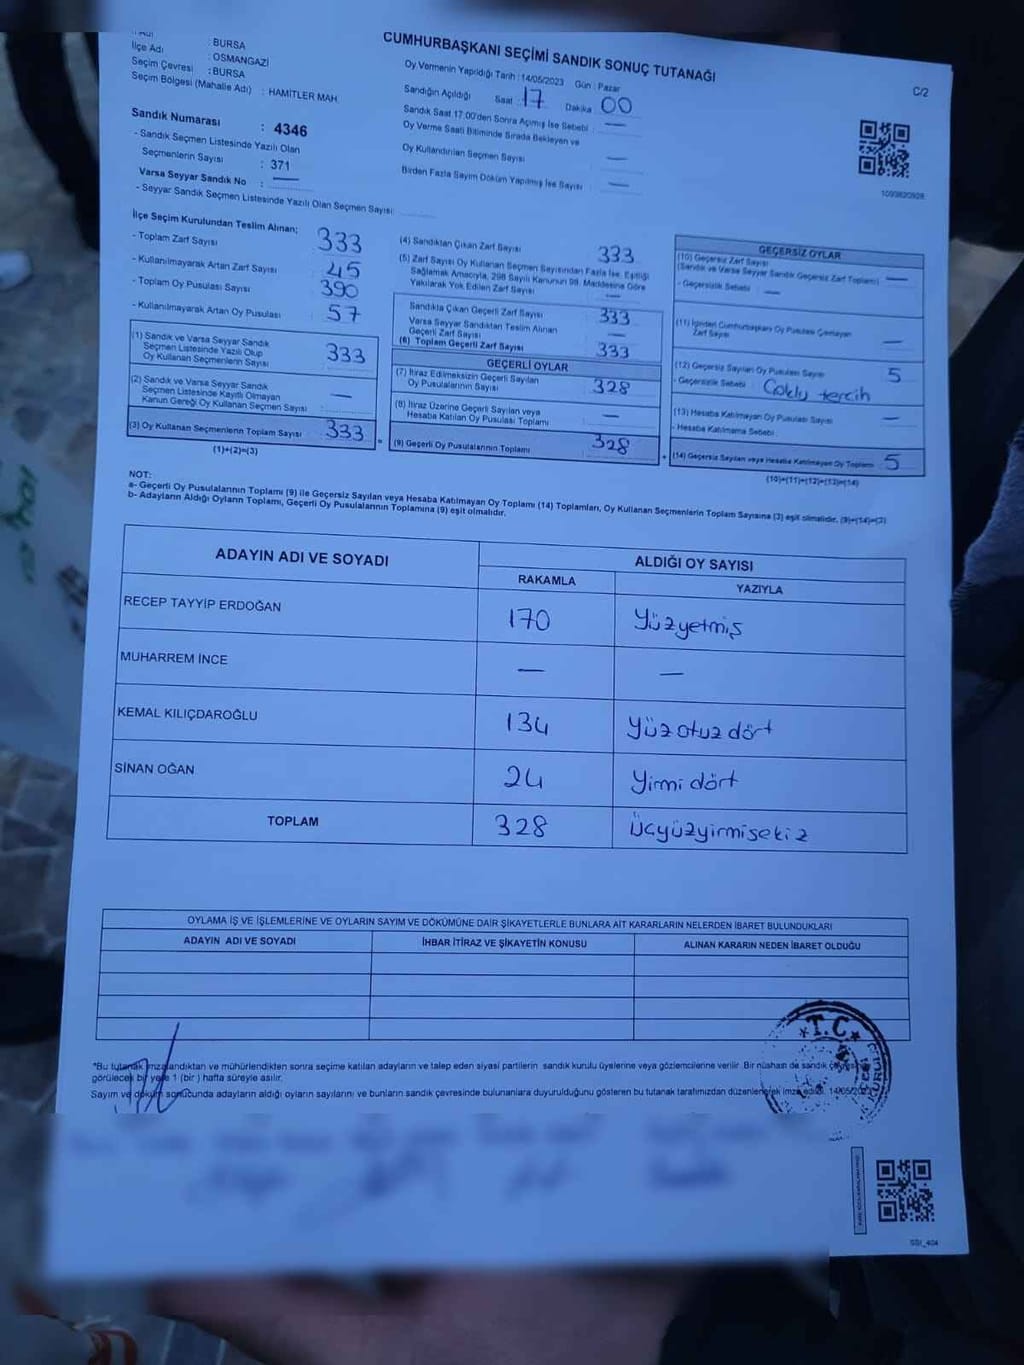 CUMHURBAŞKANI SEÇİMİ SANDIK SONUÇ TUTANAĞI
C/2
: BURSA
İlçe Adı : OSMANGAZİ
Seçim Çevresi : BURSA
Seçim Bölgesi (Mahalle Adı) : HAMİTLER MAH.
Sandık Numarası : 4346
- Sandık Seçmen Listesinde Yazılı Olan
Seçmenlerin Sayısı : 371
Varsa Seyyar Sandık No : —
- Seyyar Sandık Seçmen Listesinde Yazılı Olan Seçmen Sayısı:
Oy Vermenin Yapıldığı Tarih : 14/05/2023 Gün : Pazar
Sandığın Açıldığı Saat : 17 Dakika : 00
Sandık Saat 17.00'den Sonra Açımış İse Sebebi : —
Oy Verme Saati Bitiminde Sırada Bekleyen ve
Oy Kullandırılan Seçmen Sayısı : —
Birden Fazla Sayım Döküm Yapılmış İse Sayısı : —
1093620928
İlçe Seçim Kurulundan Teslim Alınan;
- Toplam Zarf Sayısı : 333
- Kullanılmayarak Artan Zarf Sayısı : 45
- Toplam Oy Pusulası Sayısı : 390
- Kullanılmayarak Artan Oy Pusulası : 57
(1) Sandık ve Varsa Seyyar Sandık
Seçmen Listesinde Yazılı Olup
Oy Kullanan Seçmenlerin Sayısı : 333
(2) Sandık ve Varsa Seyyar Sandık
Seçmen Listesinde Kayıtlı Olmayan
Kanun Gereği Oy Kullanan Seçmen Sayısı : —
(3) Oy Kullanan Seçmenlerin Toplam Sayısı : 333
(1)+(2)=(3)
(4) Sandıktan Çıkan Zarf Sayısı : 333
(5) Zarf Sayısı Oy Kullanan Seçmen Sayısından Fazla İse, Eşitliği
Sağlamak Amacıyla, 298 Sayılı Kanunun 98. Maddesine Göre
Yakılarak Yok Edilen Zarf Sayısı : —
Sandıkta Çıkan Geçerli Zarf Sayısı : 333
Varsa Seyyar Sandıktan Teslim Alınan
Geçerli Zarf Sayısı : —
(6) Toplam Geçerli Zarf Sayısı : 333
GEÇERLİ OYLAR
(7) İtiraz Edilmeksizin Geçerli Sayılan
Oy Pusulalarının Sayısı : 328
(8) İtiraz Üzerine Geçerli Sayılan veya
Hesaba Katılan Oy Pusulası Toplamı : —
(9) Geçerli Oy Pusulalarının Toplamı : 328
GEÇERSİZ OYLAR
(10) Geçersiz Zarf Sayısı
(Sandık ve Varsa Seyyar Sandık Geçersiz Zarf Toplamı) : —
- Geçersizlik Sebebi : —
(11) İçinden Cumhurbaşkanı Oy Pusulası Çıkmayan
Zarf Sayısı : —
(12) Geçersiz Sayılan Oy Pusulası Sayısı : 5
- Geçersizlik Sebebi : Çoklu tercih
(13) Hesaba Katılmayan Oy Pusulası Sayısı : —
- Hesaba Katılmama Sebebi :
(14) Geçersiz Sayılan veya Hesaba Katılmayan Oy Toplamı : 5
(10)+(11)+(12)+(13)=(14)
NOT:
a- Geçerli Oy Pusulalarının Toplamı (9) ile Geçersiz Sayılan veya Hesaba Katılmayan Oy Toplamı (14) Toplamları, Oy Kullanan Seçmenlerin Toplam Sayısına (3) eşit olmalıdır, (9)+(14)=(3)
b- Adayların Aldığı Oyların Toplamı, Geçerli Oy Pusulalarının Toplamına (9) eşit olmalıdır.
ADAYIN ADI VE SOYADI ALDIĞI OY SAYISI
RAKAMLA YAZIYLA
RECEP TAYYİP ERDOĞAN 170 Yüzyetmiş
MUHARREM İNCE — —
KEMAL KILIÇDAROĞLU 134 Yüz otuz dört
SİNAN OĞAN 24 Yirmi dört
TOPLAM 328 Üçyüzyirmisekiz
OYLAMA İŞ VE İŞLEMLERİNE VE OYLARIN SAYIM VE DÖKÜMÜNE DAİR ŞİKAYETLERLE BUNLARA AİT KARARLARIN NELERDEN İBARET BULUNDUKLARI
ADAYIN ADI VE SOYADI İHBAR İTİRAZ VE ŞİKAYETİN KONUSU ALINAN KARARIN NEDEN İBARET OLDUĞU
*Bu tutanak imzalandıktan ve mühürlendikten sonra seçime katılan adayların ve talep eden siyasi partilerin sandık kurulu üyelerine veya gözlemcilerine verilir. Bir nüshası da sandık
görülecek bir yere 1 (bir ) hafta süreyle asılır.
Sayım ve döküm sonucunda adayların aldığı oyların sayılarını ve bunların sandık çevresinde bulunanlara duyurulduğunu gösteren bu tutanak tarafımızdan düzenlenerek imza edildi.
T.C.
SSI_404